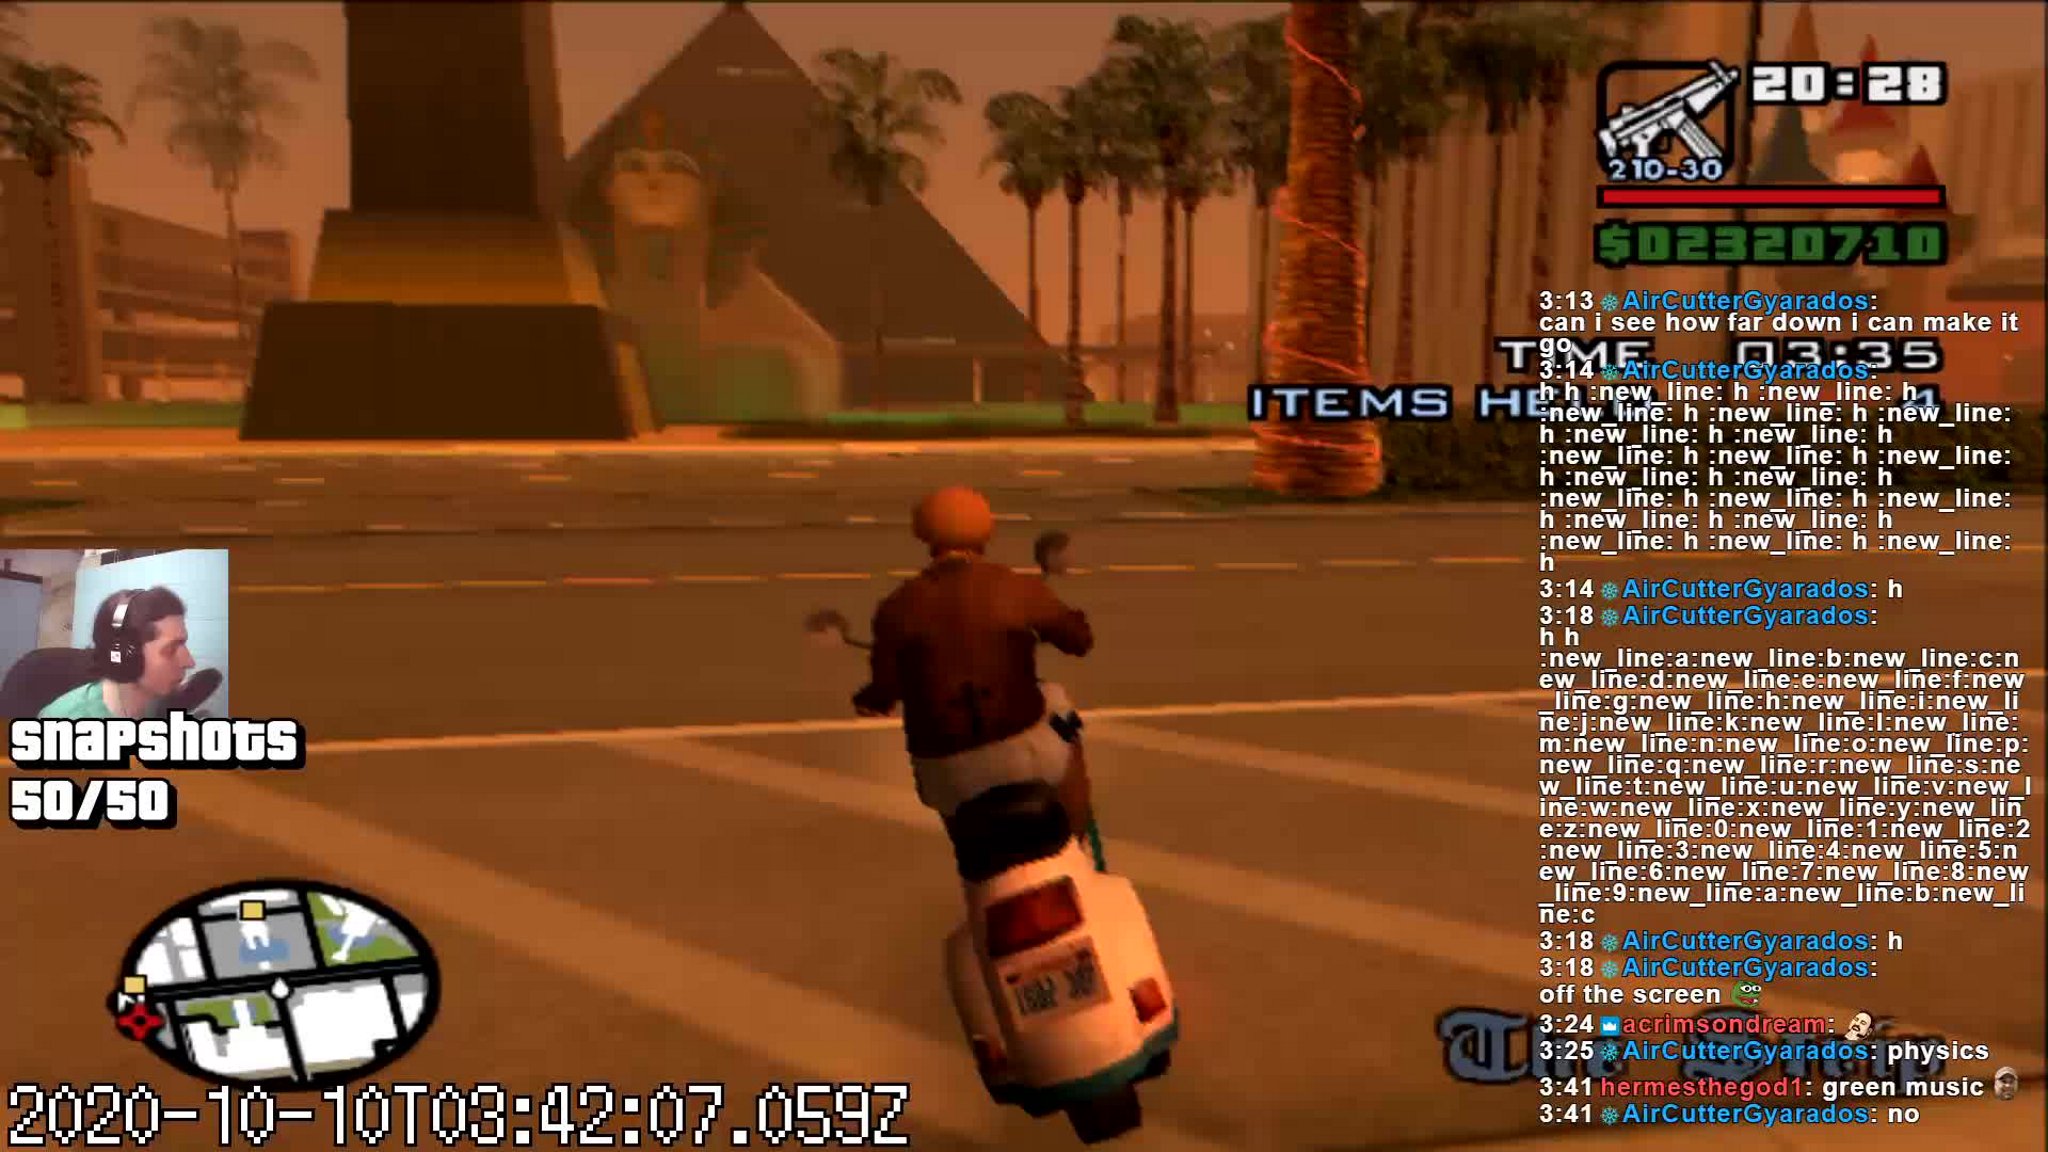 20:28
210-30
$02320710
3:13 AirCutterGyarados:
can i see how far down i can make it
go
TIME 03:35
3:14 AirCutterGyarados:
h h :new_line: h :new_line: h
ITEMS HE 4
:new_line: h :new_line: h :new_line:
h :new_line: h :new_line: h
:new_line: h :new_line: h :new_line:
h :new_line: h :new_line: h
:new_line: h :new_line: h :new_line:
h :new_line: h :new_line: h
:new_line: h :new_line: h :new_line:
h
3:14 AirCutterGyarados: h
3:18 AirCutterGyarados:
h h
:new_line:a:new_line:b:new_line:c:n
ew_line:d:new_line:e:new_line:f:new
_line:g:new_line:h:new_line:i:new_li
ne:j:new_line:k:new_line:l:new_line:
m:new_line:n:new_line:o:new_line:p:
new_line:q:new_line:r:new_line:s:ne
w_line:t:new_line:u:new_line:v:new_l
ine:w:new_line:x:new_line:y:new_lin
e:z:new_line:0:new_line:1:new_line:2
:new_line:3:new_line:4:new_line:5:n
ew_line:6:new_line:7:new_line:8:new
_line:9:new_line:a:new_line:b:new_li
ne:c
3:18 AirCutterGyarados: h
3:18 AirCutterGyarados:
off the screen
3:24 acrimsondream:
3:25 AirCutterGyarados: physics
The Strip
3:41 hermesthegod1: green music
3:41 AirCutterGyarados: no
snapshots
50/50
2020-10-10T03:42:07.059Z